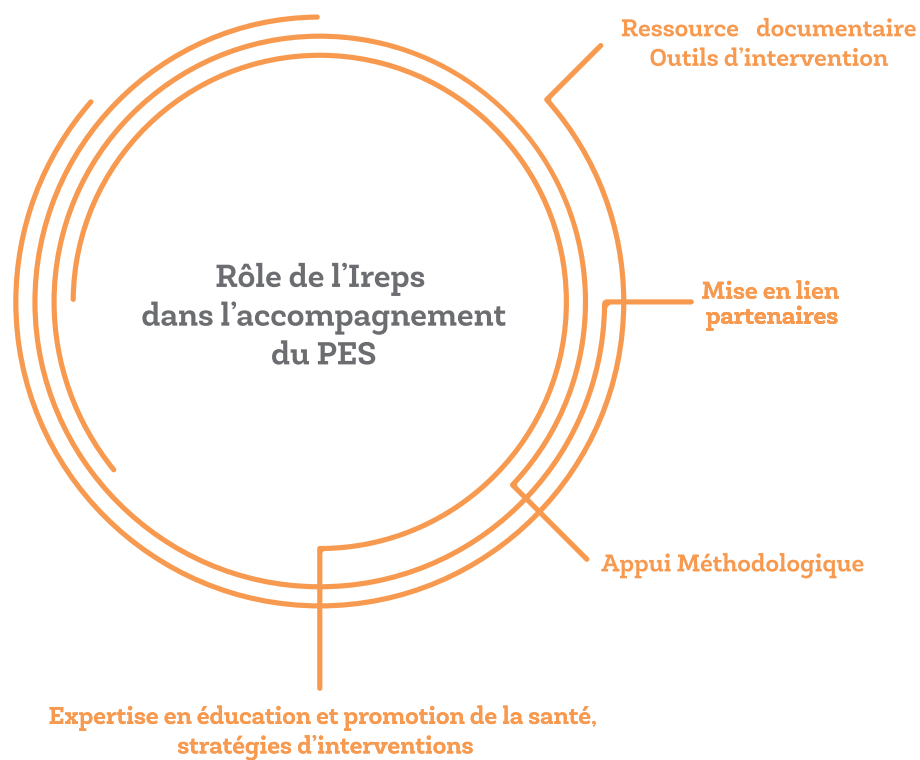 Ressource documentaire
Outils d'intervention
Rôle de l'Ireps
dans l'accompagnement
du PES
Mise en lien
partenaires
Appui Méthodologique
Expertise en éducation et promotion de la santé,
stratégies d'interventions